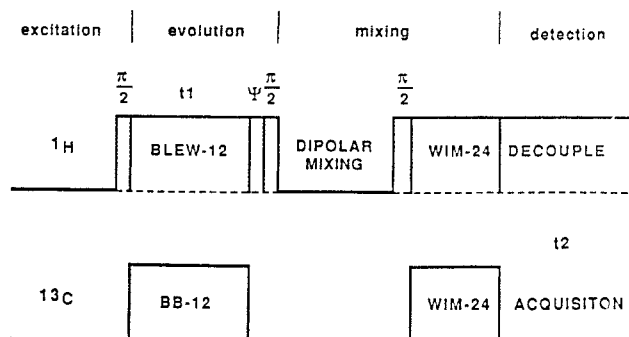 excitation | evolution | mixing | detection
π/2 t1 Ψ π/2 π/2
1H BLEW-12 DIPOLAR MIXING WIM-24 DECOUPLE
t2
13C BB-12 WIM-24 ACQUISITON